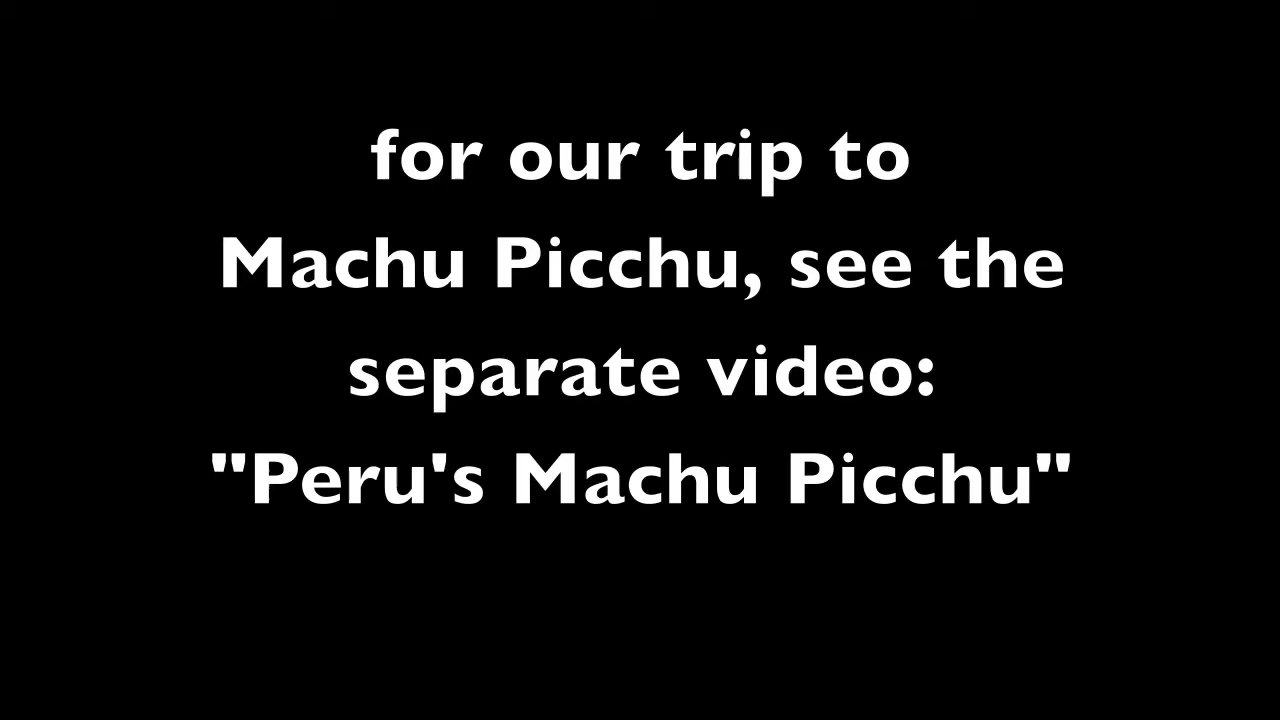 for our trip to
Machu Picchu, see the
separate video:
"Peru's Machu Picchu"